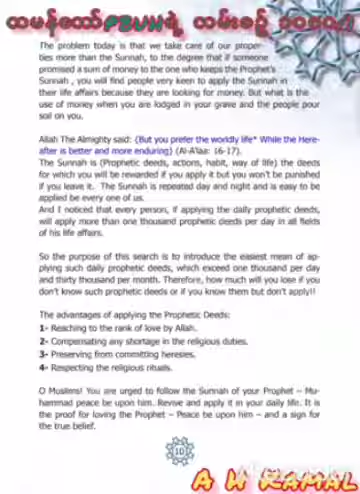 The problem today is that we take care of our proper-
ties more than the Sunnah, to the degree that if someone
promised a sum of money to the one who keeps the Prophet's
Sunnah , you will find people very keen to apply the Sunnah in
their life affairs because they are looking for money. But what is the
use of money when you are lodged in your grave and the people pour
soil on you.
Allah The Almighty said: {But you prefer the worldly life* While the Here-
after is better and more enduring} (Al-A'laa: (6-17).
The Sunnah is (Prophetic deeds, actions, habit, way of life) the deeds
for which you will be rewarded if you apply it but you won't be punished
if you leave it. The Sunnah is repeated day and night and is easy to be
applied be every one of us.
And I noticed that every person, if applying the daily prophetic deeds,
will apply more than one thousand prophetic deeds per day in all fields
of his life affairs.
So the purpose of this search is to introduce the easiest mean of ap-
plying such daily prophetic deeds, which exceed one thousand per day
and thirty thousand per month. Therefore, how much will you lose if you
don't know such prophetic deeds or if you know them but don't apply!!
The advantages of applying the Prophetic Deeds:
1- Reaching to the rank of love by Allah.
2- Compensating any shortage in the religious duties.
3- Preserving from committing heresies.
4- Respecting the religious rituals.
O Muslims! You are urged to follow the Sunnah of your Prophet – Mu-
hammad peace be upon him. Revive and apply it in your daily life. It is
the proof for loving the Prophet – Peace be upon him – and a sign for
the true belief.
10
A W KAMAL